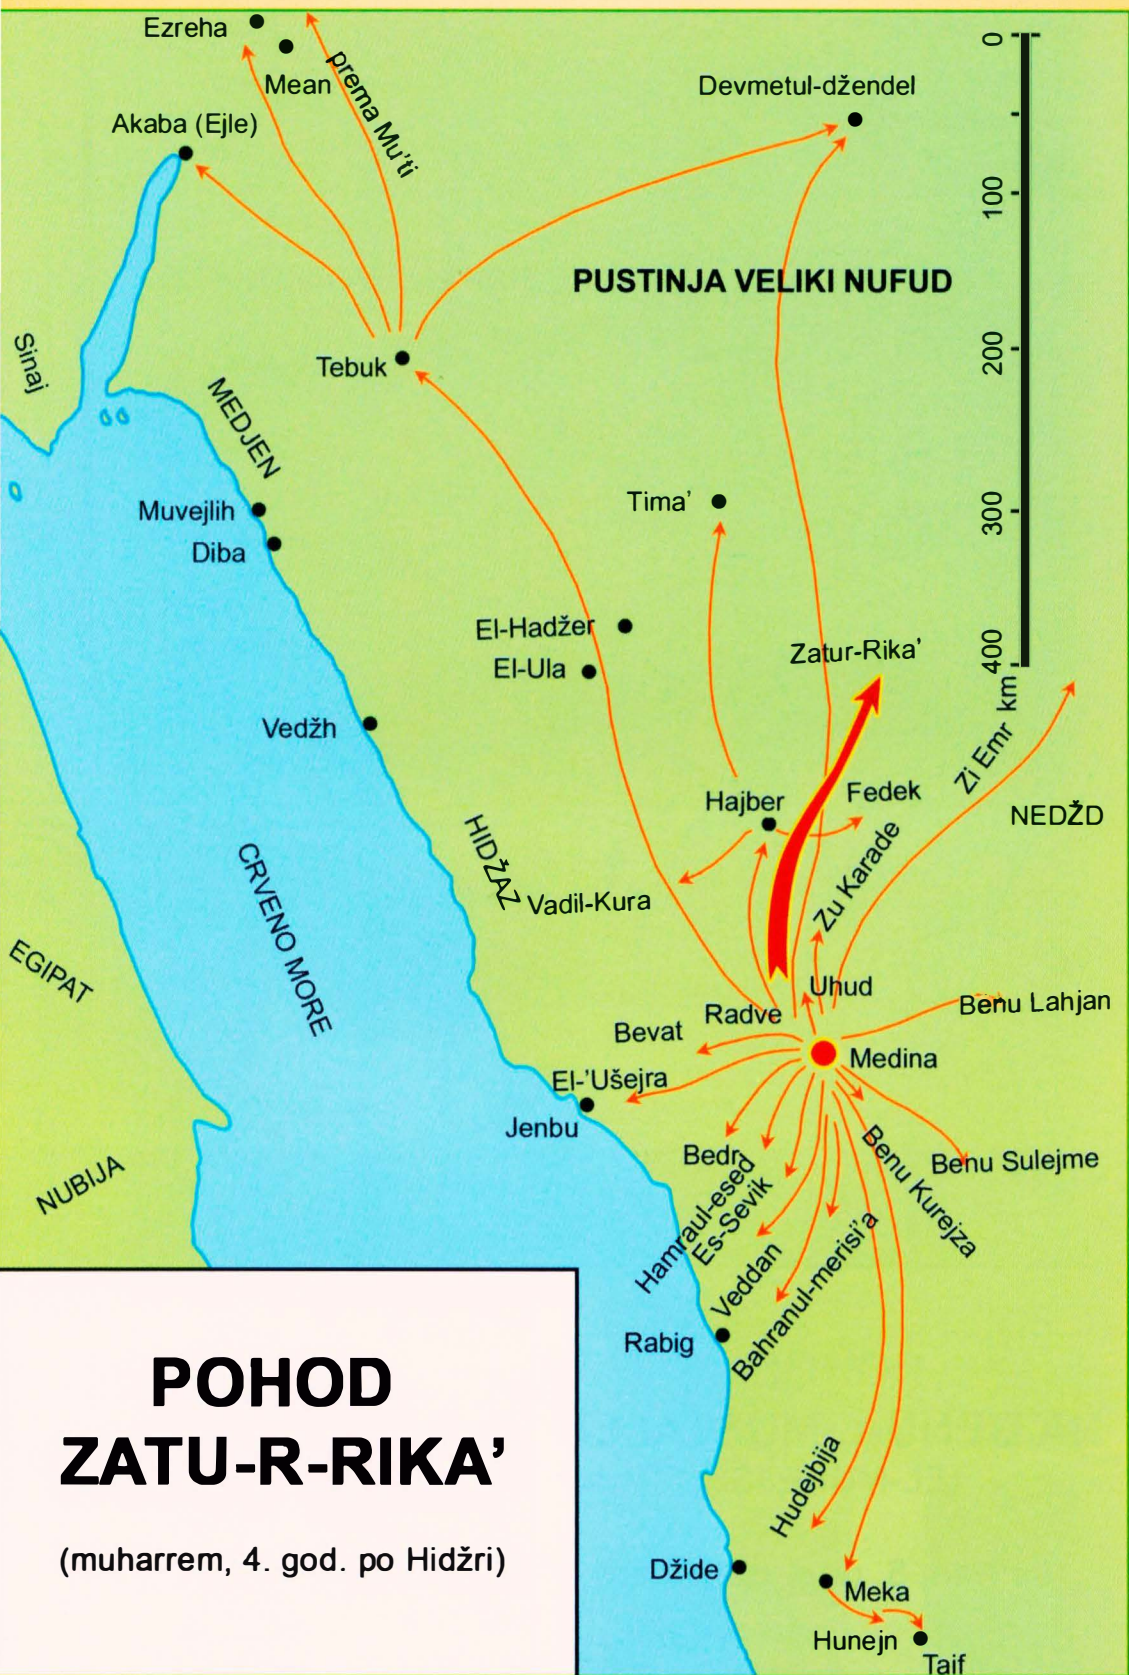 Ezreha
Mean
prema Mu'ti
Akaba (Ejle)
Devmetul-džendel
0
100
200
300
400 km
PUSTINJA VELIKI NUFUD
Sinaj
Tebuk
MEDJEN
Muvejlih
Diba
Tima’
El-Hadžer
El-Ula
Zatur-Rika’
Vedžh
Zi Emr
Hajber
Fedek
NEDŽD
HIDŽAZ
Vadil-Kura
Zu Karade
CRVENO MORE
EGIPAT
Uhud
Benu Lahjan
Radve
Bevat
Medina
El-’Ušejra
Jenbu
Bedr
Benu Kurejza
Benu Sulejme
NUBIJA
Hamraul-esed
Es-Sevik
Veddan
Bahranul-merisi’a
Rabig
POHOD
ZATU-R-RIKA’
(muharrem, 4. god. po Hidžri)
Hudejbija
Džide
Meka
Hunejn
Taif